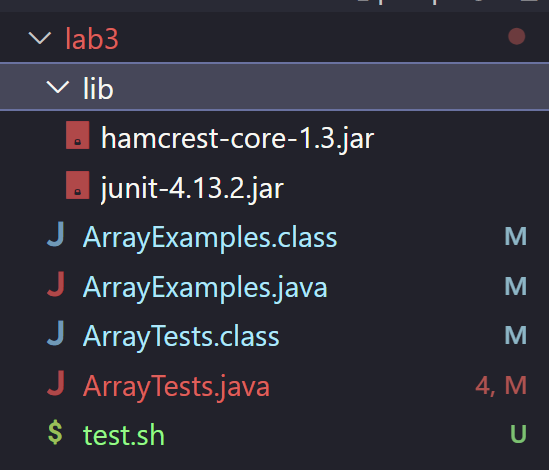 lab3
lib
hamcrest-core-1.3.jar
junit-4.13.2.jar
ArrayExamples.class M
ArrayExamples.java M
ArrayTests.class M
ArrayTests.java 4, M
$ test.sh U